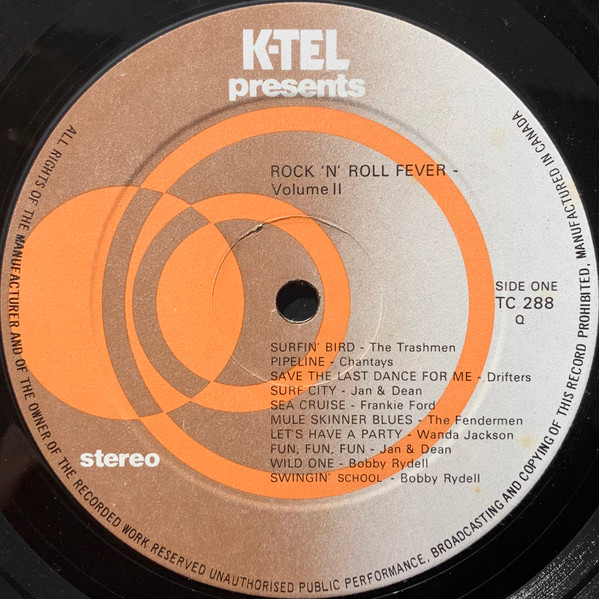 K-TEL
presents
ROCK 'N' ROLL FEVER -
Volume II
SIDE ONE
TC 288
Q
SURFIN' BIRD - The Trashmen
PIPELINE - Chantays
SAVE THE LAST DANCE FOR ME - Drifters
SURF CITY - Jan & Dean
SEA CRUISE - Frankie Ford
MULE SKINNER BLUES - The Fendermen
LET'S HAVE A PARTY - Wanda Jackson
FUN, FUN, FUN - Jan & Dean
WILD ONE - Bobby Rydell
SWINGIN' SCHOOL - Bobby Rydell
stereo
ALL RIGHTS OF THE MANUFACTURER AND OF THE OWNER OF THE RECORDED WORK RESERVED UNAUTHORISED PUBLIC PERFORMANCE, BROADCASTING AND COPYING OF THIS RECORD PROHIBITED, MANUFACTURED IN CANADA